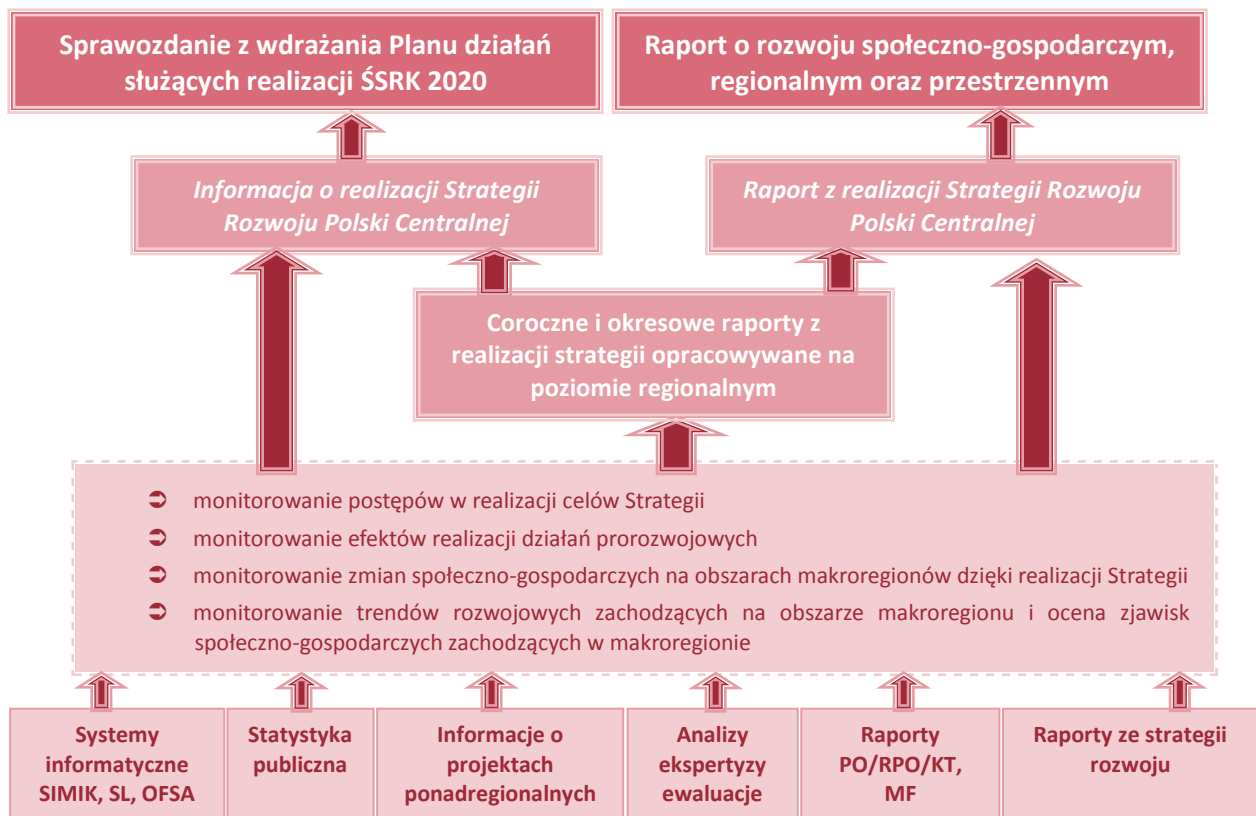 Sprawozdanie z wdrażania Planu działań
służących realizacji ŚSRK 2020
Raport o rozwoju społeczno-gospodarczym,
regionalnym oraz przestrzennym
Informacja o realizacji Strategii
Rozwoju Polski Centralnej
Raport z realizacji Strategii Rozwoju
Polski Centralnej
Coroczne i okresowe raporty z
realizacji strategii opracowywane na
poziomie regionalnym
➲ monitorowanie postępów w realizacji celów Strategii
➲ monitorowanie efektów realizacji działań prorozwojowych
➲ monitorowanie zmian społeczno-gospodarczych na obszarach makroregionów dzięki realizacji Strategii
➲ monitorowanie trendów rozwojowych zachodzących na obszarze makroregionu i ocena zjawisk
społeczno-gospodarczych zachodzących w makroregionie
Systemy
informatyczne
SIMIK, SL, OFSA
Statystyka
publiczna
Informacje o
projektach
ponadregionalnych
Analizy
ekspertyzy
ewaluacje
Raporty
PO/RPO/KT,
MF
Raporty ze strategii
rozwoju